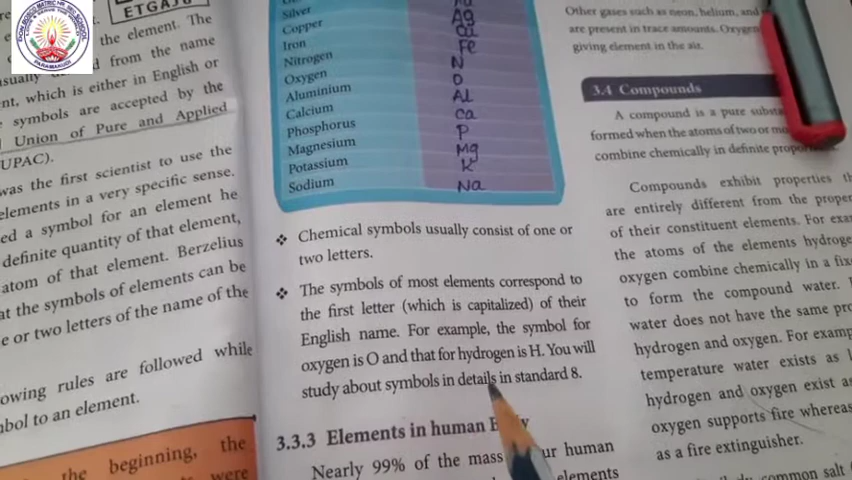 ETGAJU
the element. The
from the name
which is either in English or
symbols are accepted by the
Union of Pure and Applied
UPAC).
was the first scientist to use the
elements in a very specific sense.
a symbol for an element he
definite quantity of that element,
atom of that element. Berzelius
at the symbols of elements can be
or two letters of the name of the
owing rules are followed while
bol to an element.
the beginning, the
were
Silver Ag
Copper
Iron Fe
Nitrogen N
Oxygen O
Aluminium Al
Calcium Ca
Phosphorus P
Magnesium Mg
Potassium K
Sodium Na
❖ Chemical symbols usually consist of one or
two letters.
❖ The symbols of most elements correspond to
the first letter (which is capitalized) of their
English name. For example, the symbol for
oxygen is O and that for hydrogen is H. You will
study about symbols in details in standard 8.
3.3.3 Elements in human
Nearly 99% of the mass our human
elements
Other gases such as neon, helium, and
are present in trace amounts. Oxygen
giving element in the air.
3.4 Compounds
A compound is a pure
formed when the atoms of two or
combine chemically in definite
Compounds exhibit properties
are entirely different from the
of their constituent elements. For
the atoms of the elements
oxygen combine chemically in a
to form the compound water.
water does not have the same
hydrogen and oxygen. For
temperature water exists as
hydrogen and oxygen exist as
oxygen supports fire whereas
as a fire extinguisher.
common salt